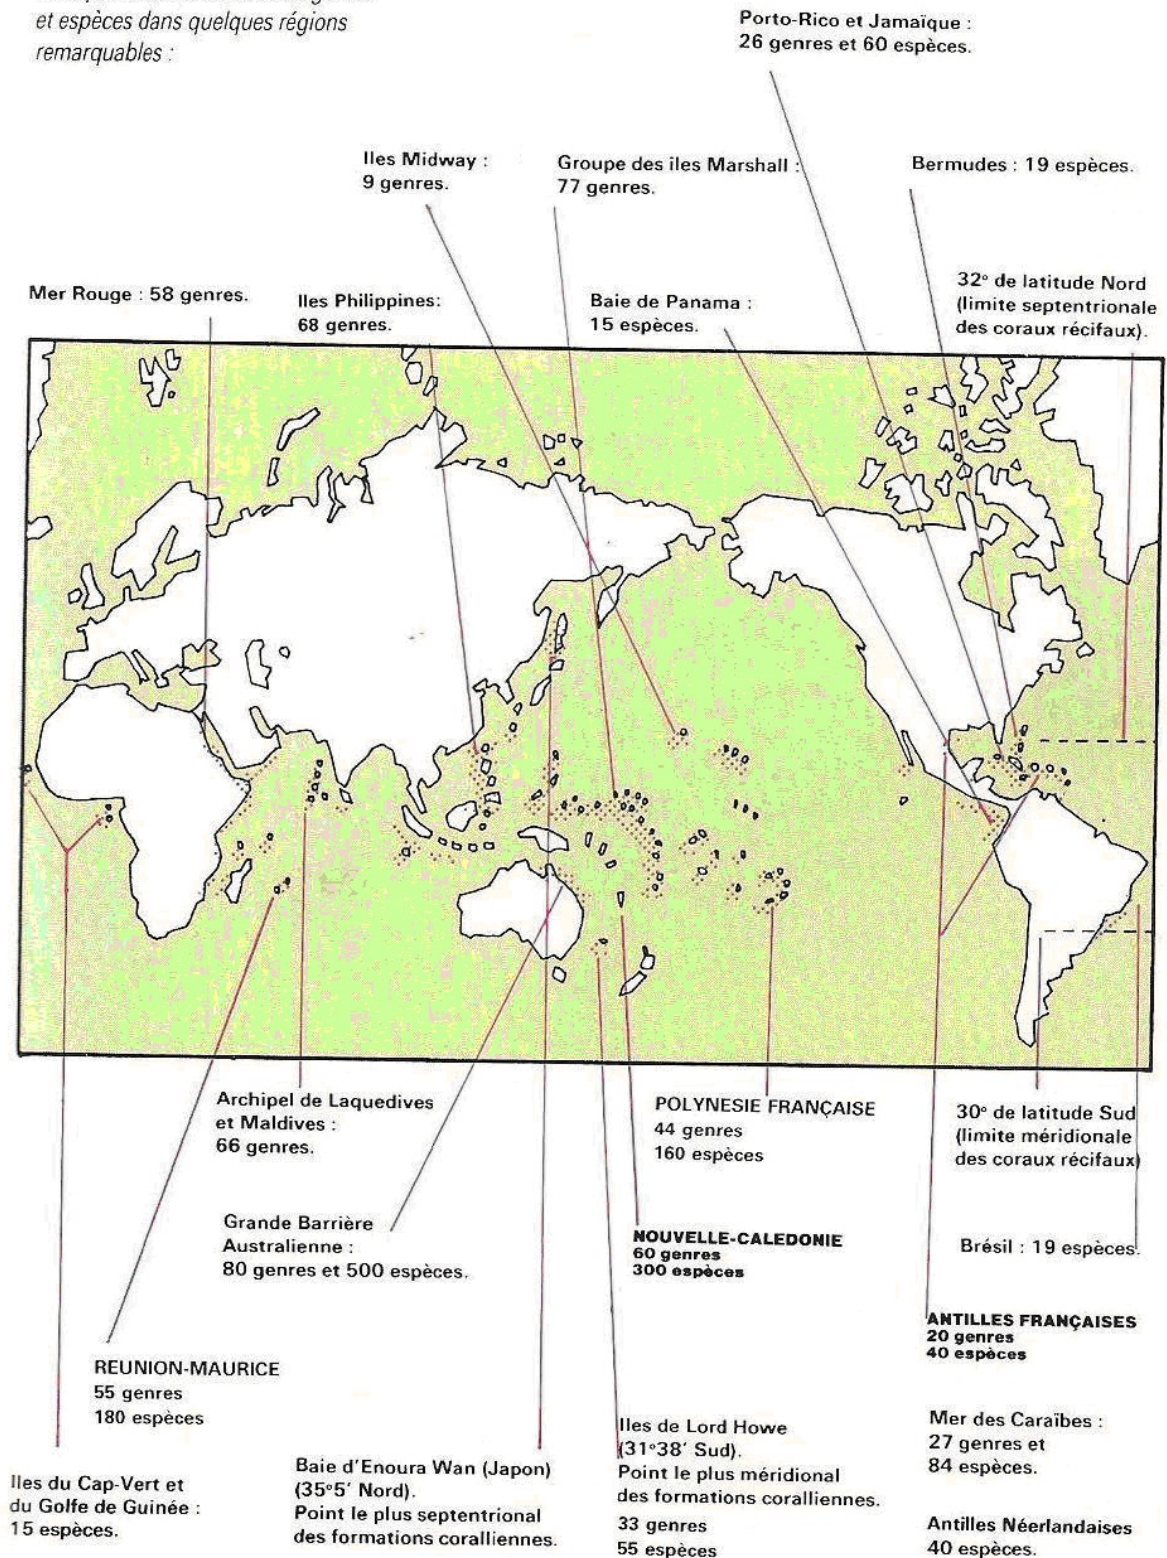 et espèces dans quelques régions
remarquables :
Porto-Rico et Jamaïque :
26 genres et 60 espèces.
Iles Midway :
9 genres.
Groupe des iles Marshall :
77 genres.
Bermudes : 19 espèces.
Mer Rouge : 58 genres.
Iles Philippines:
68 genres.
Baie de Panama :
15 espèces.
32° de latitude Nord
(limite septentrionale
des coraux récifaux).
Archipel de Laquedives
et Maldives :
66 genres.
POLYNESIE FRANÇAISE
44 genres
160 espèces
30° de latitude Sud
(limite méridionale
des coraux récifaux)
Grande Barrière
Australienne :
80 genres et 500 espèces.
NOUVELLE-CALEDONIE
60 genres
300 espèces
Brésil : 19 espèces.
ANTILLES FRANÇAISES
20 genres
40 espèces
REUNION-MAURICE
55 genres
180 espèces
Iles du Cap-Vert et
du Golfe de Guinée :
15 espèces.
Baie d'Enoura Wan (Japon)
(35°5' Nord).
Point le plus septentrional
des formations coralliennes.
Iles de Lord Howe
(31°38' Sud).
Point le plus méridional
des formations coralliennes.
33 genres
55 espèces
Mer des Caraïbes :
27 genres et
84 espèces.
Antilles Néerlandaises
40 espèces.